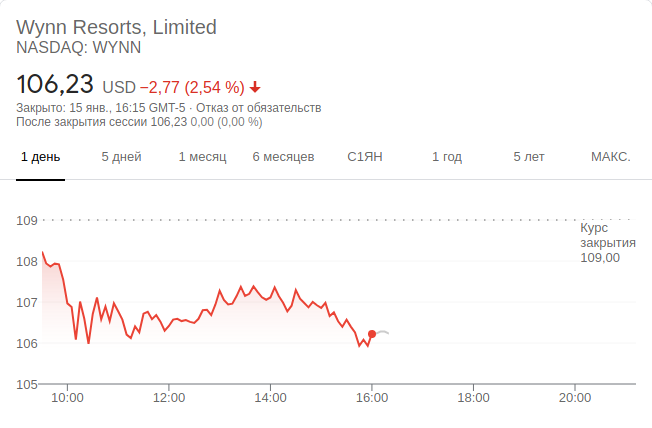 Wynn Resorts, Limited
NASDAQ: WYNN
106,23 USD −2,77 (2,54 %)
Закрыто: 15 янв., 16:15 GMT-5 · Отказ от обязательств
После закрытия сессии 106,23 0,00 (0,00 %)
1 день 5 дней 1 месяц 6 месяцев С1ЯН 1 год 5 лет МАКС.
109
Курс
закрытия
109,00
108
107
106
105
10:00 12:00 14:00 16:00 18:00 20:00